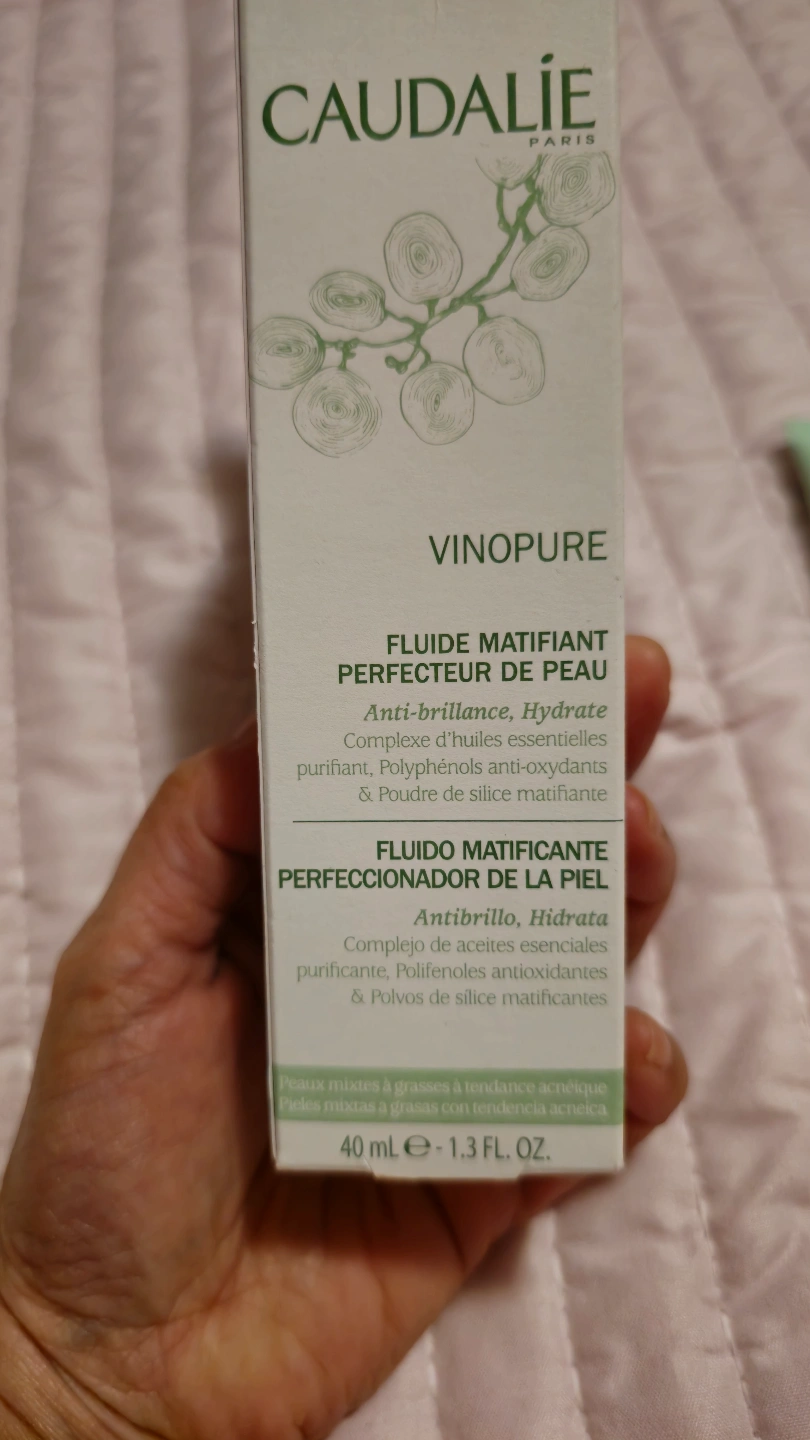 CAUDALÍE
PARIS
VINOPURE
FLUIDE MATIFIANT
PERFECTEUR DE PEAU
Anti-brillance, Hydrate
Complexe d'huiles essentielles
purifiant, Polyphénols anti-oxydants
& Poudre de silice matifiante
FLUIDO MATIFICANTE
PERFECCIONADOR DE LA PIEL
Antibrillo, Hidrata
Complejo de aceites esenciales
purificante, Polifenoles antioxidantes
& Polvos de sílice matificantes
Peaux mixtes à grasses à tendance acnéique
Pieles mixtas a grasas con tendencia acneica
40 mL ℮ - 1.3 FL. OZ.